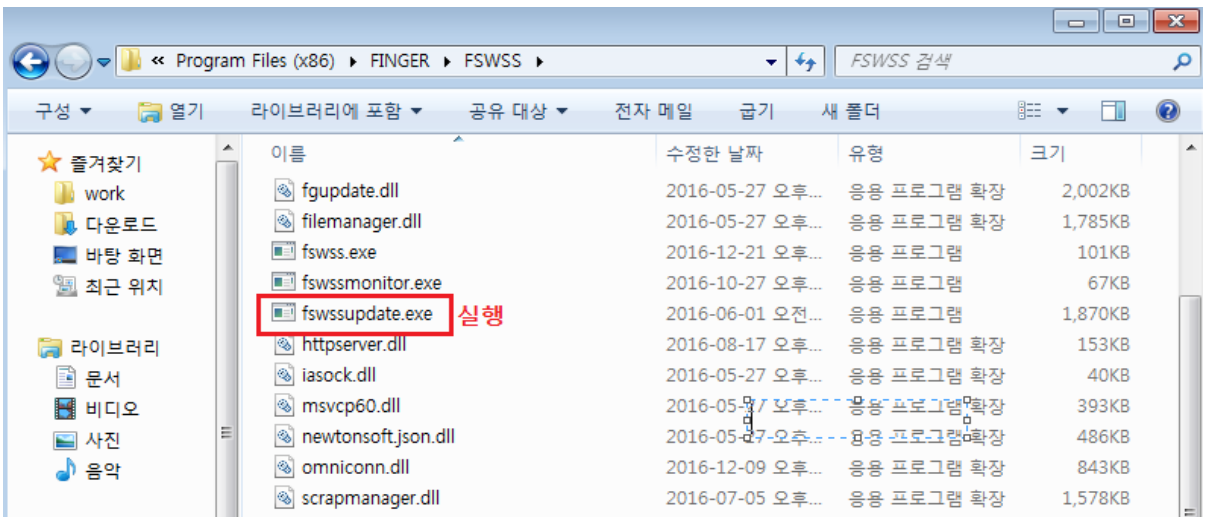 « Program Files (x86) ▸ FINGER ▸ FSWSS ▸ FSWSS 검색
구성 열기 라이브러리에 포함 공유 대상 전자 메일 굽기 새 폴더
즐겨찾기
work
다운로드
바탕 화면
최근 위치
라이브러리
문서
비디오
사진
음악
이름 수정한 날짜 유형 크기
fgupdate.dll 2016-05-27 오후... 응용 프로그램 확장 2,002KB
filemanager.dll 2016-05-27 오후... 응용 프로그램 확장 1,785KB
fswss.exe 2016-12-21 오후... 응용 프로그램 101KB
fswssmonitor.exe 2016-10-27 오후... 응용 프로그램 67KB
fswssupdate.exe 실행 2016-06-01 오전... 응용 프로그램 1,870KB
httpserver.dll 2016-08-17 오후... 응용 프로그램 확장 153KB
iasock.dll 2016-05-27 오후... 응용 프로그램 확장 40KB
msvcp60.dll 2016-05-27 오후... 응용 프로그램 확장 393KB
newtonsoft.json.dll 2016-05-27 오후... 응용 프로그램 확장 486KB
omniconn.dll 2016-12-09 오후... 응용 프로그램 확장 843KB
scrapmanager.dll 2016-07-05 오후... 응용 프로그램 확장 1,578KB